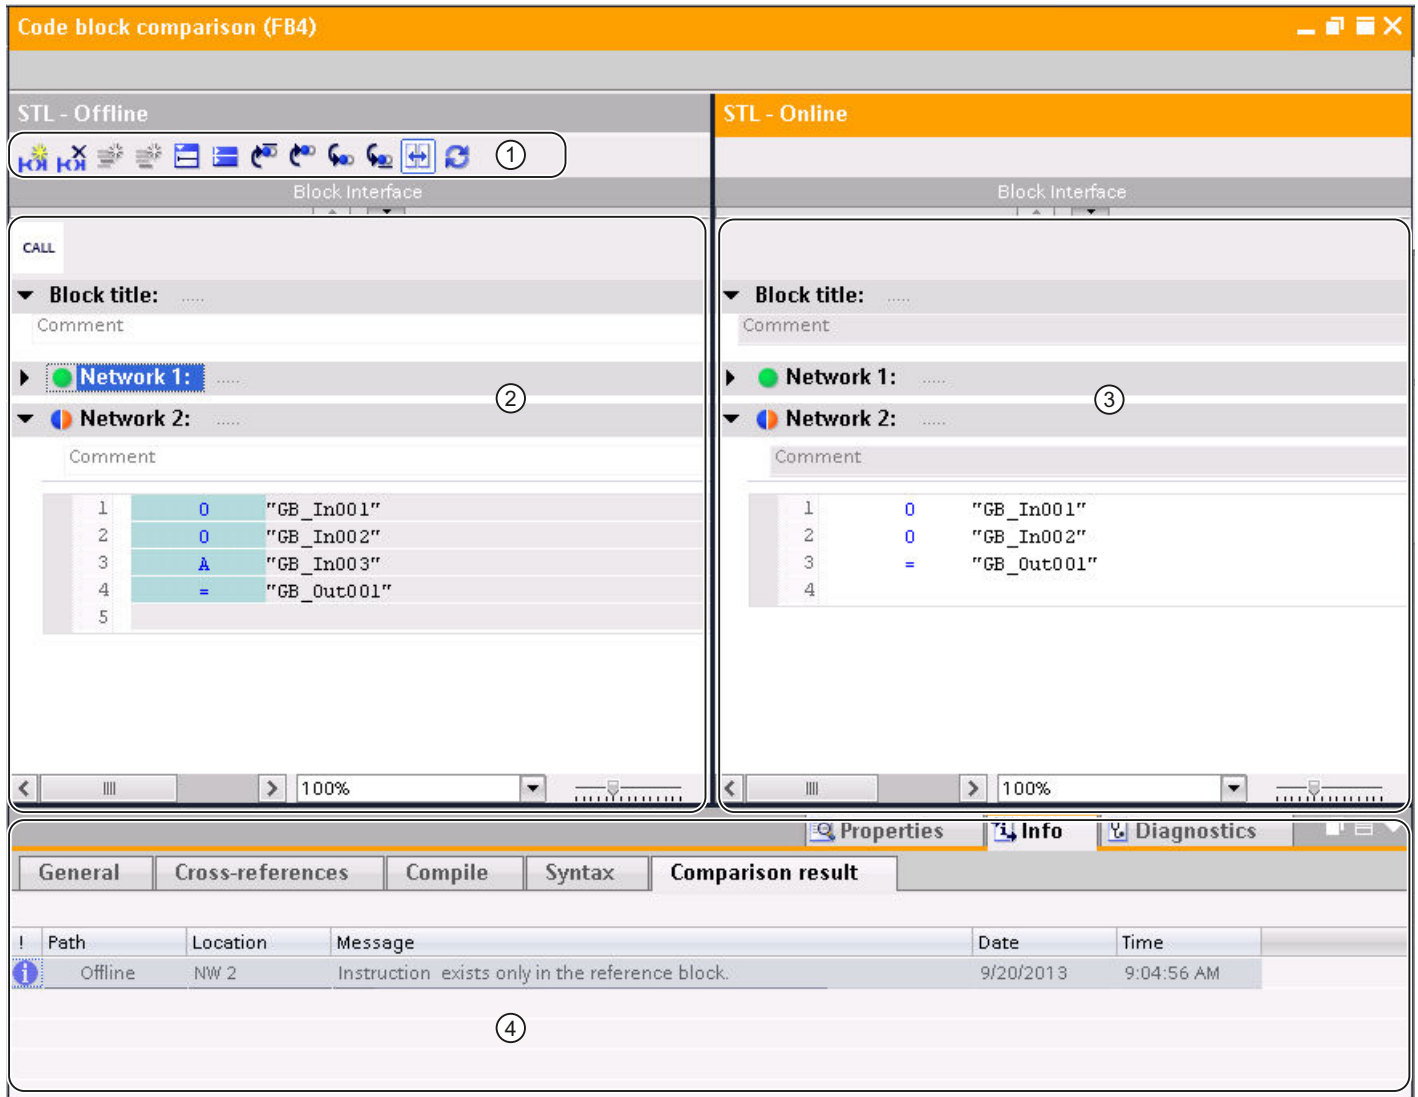 Code block comparison (FB4)
STL - Offline
STL - Online
1
Block Interface
Block Interface
CALL
Block title: .....
Comment
Network 1: .....
2
Network 2: .....
Comment
1 O "GB_In001"
2 O "GB_In002"
3 A "GB_In003"
4 = "GB_Out001"
5
100%
Block title: .....
Comment
Network 1: .....
3
Network 2: .....
Comment
1 O "GB_In001"
2 O "GB_In002"
3 = "GB_Out001"
4
100%
Properties Info Diagnostics
General Cross-references Compile Syntax Comparison result
! Path Location Message Date Time
Offline NW 2 Instruction exists only in the reference block. 9/20/2013 9:04:56 AM
4